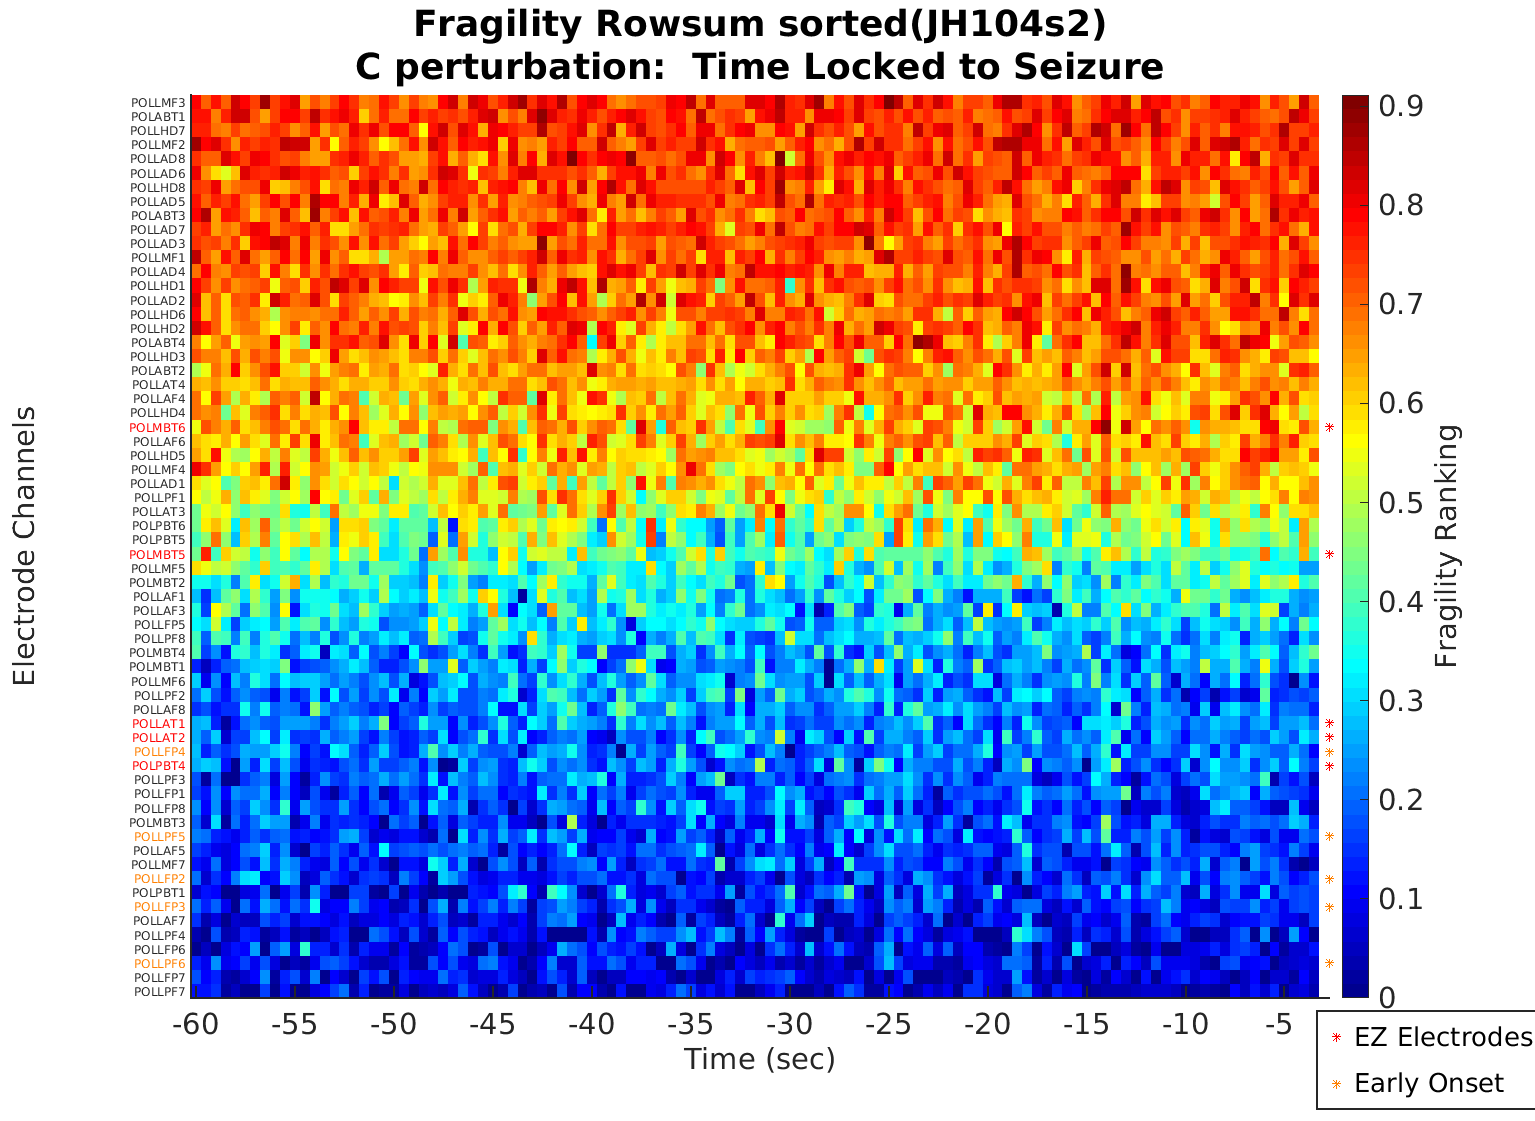 Fragility Rowsum sorted(JH104s2)
C perturbation:  Time Locked to Seizure
Electrode Channels
POLLMF3
POLABT1
POLLHD7
POLLMF2
POLLAD8
POLLAD6
POLLHD8
POLLAD5
POLABT3
POLLAD7
POLLAD3
POLLMF1
POLLAD4
POLLHD1
POLLAD2
POLLHD6
POLLHD2
POLABT4
POLLHD3
POLABT2
POLLAT4
POLLAF4
POLLHD4
POLMBT6
POLLAF6
POLLHD5
POLLMF4
POLLAD1
POLLPF1
POLLAT3
POLPBT6
POLPBT5
POLMBT5
POLLMF5
POLMBT2
POLLAF1
POLLAF3
POLLFP5
POLLPF8
POLMBT4
POLMBT1
POLLMF6
POLLPF2
POLLAF8
POLLAT1
POLLAT2
POLLFP4
POLPBT4
POLLPF3
POLLFP1
POLLFP8
POLMBT3
POLLPF5
POLLAF5
POLLMF7
POLLFP2
POLPBT1
POLLFP3
POLLAF7
POLLPF4
POLLFP6
POLLPF6
POLLFP7
POLLPF7
-60 -55 -50 -45 -40 -35 -30 -25 -20 -15 -10 -5
Time (sec)
0.9
0.8
0.7
0.6
0.5
0.4
0.3
0.2
0.1
0
Fragility Ranking
EZ Electrodes
Early Onset